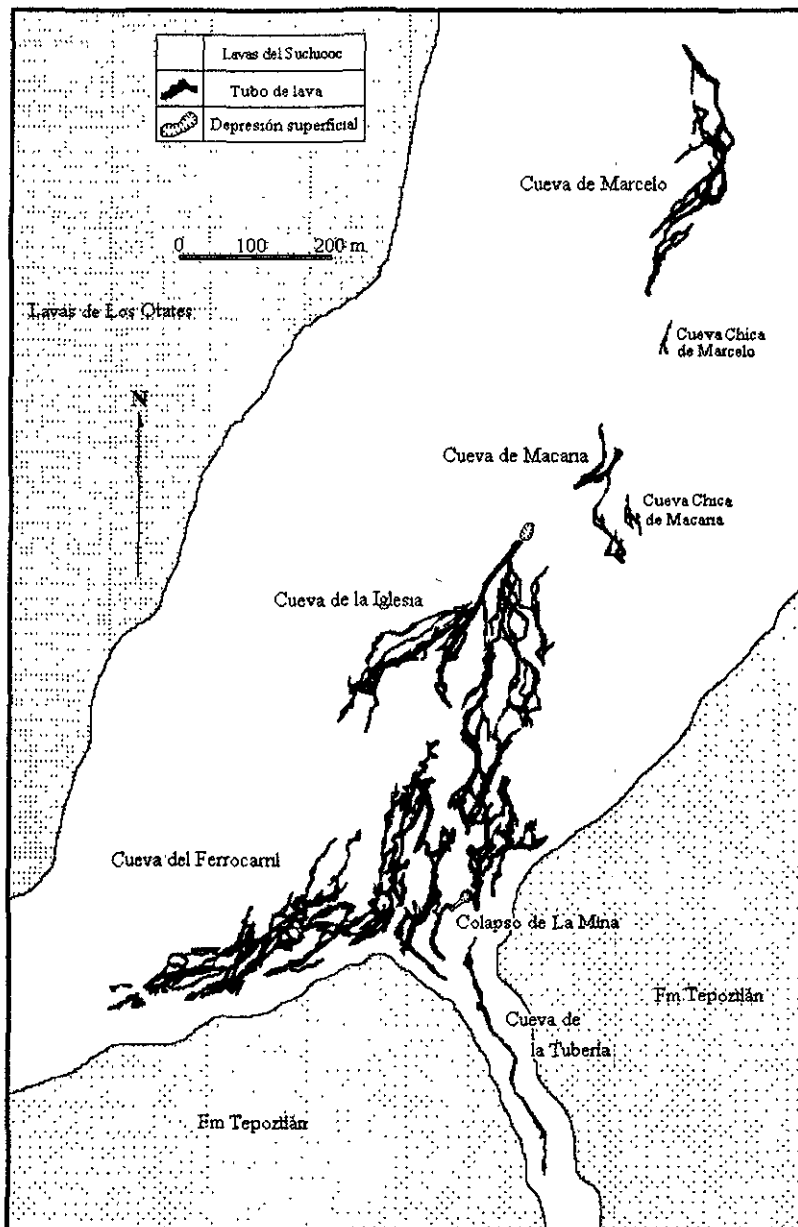 Lavas del Suchiooc
Tubo de lava
Depresión superficial
0 100 200 m.
Cueva de Marcelo
Lavas de Los Otates
Cueva Chica
de Marcelo
N
Cueva de Macana
Cueva Chica
de Macana
Cueva de la Iglesia
Cueva del Ferrocarril
Colapso de La Mina
Fm Tepoztlán
Cueva de
la Tubería
Fm Tepoztlán